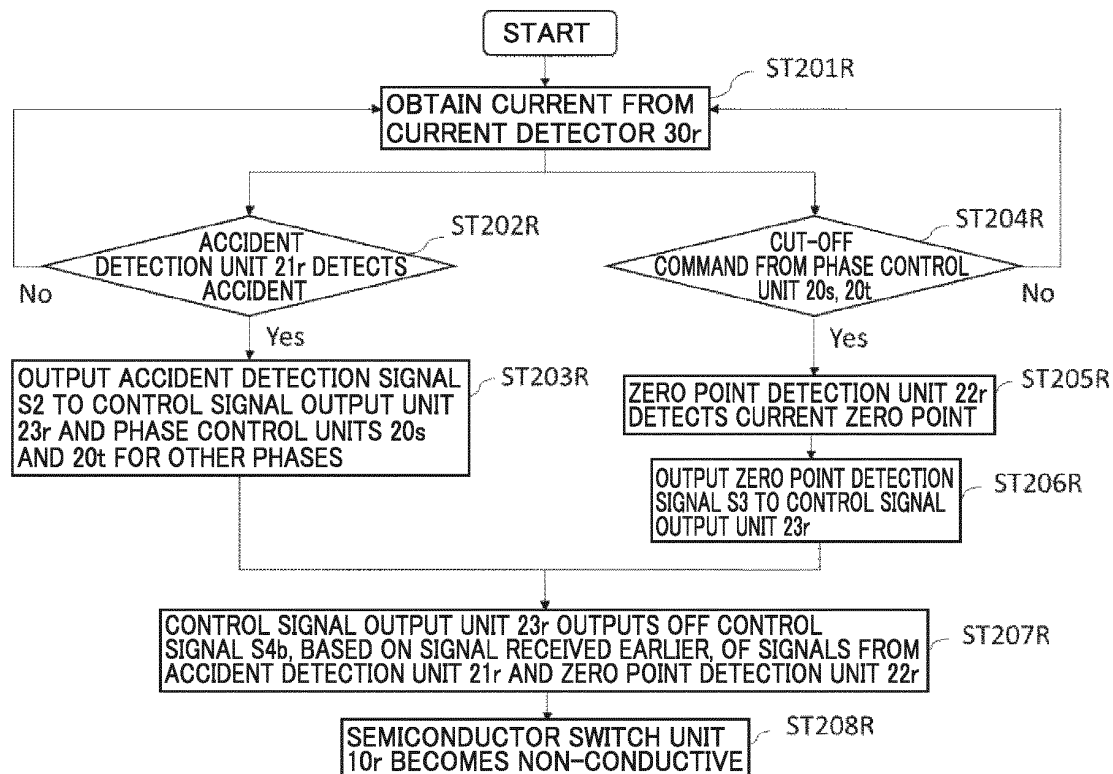 START
ST201R
OBTAIN CURRENT FROM
CURRENT DETECTOR 30r
ST202R
ACCIDENT
DETECTION UNIT 21r DETECTS
ACCIDENT
No
Yes
ST204R
CUT-OFF
COMMAND FROM PHASE CONTROL
UNIT 20s, 20t
No
Yes
ST203R
OUTPUT ACCIDENT DETECTION SIGNAL
S2 TO CONTROL SIGNAL OUTPUT UNIT
23r AND PHASE CONTROL UNITS 20s
AND 20t FOR OTHER PHASES
ST205R
ZERO POINT DETECTION UNIT 22r
DETECTS CURRENT ZERO POINT
ST206R
OUTPUT ZERO POINT DETECTION
SIGNAL S3 TO CONTROL SIGNAL
OUTPUT UNIT 23r
ST207R
CONTROL SIGNAL OUTPUT UNIT 23r OUTPUTS OFF CONTROL
SIGNAL S4b, BASED ON SIGNAL RECEIVED EARLIER, OF SIGNALS FROM
ACCIDENT DETECTION UNIT 21r AND ZERO POINT DETECTION UNIT 22r
ST208R
SEMICONDUCTOR SWITCH UNIT
10r BECOMES NON-CONDUCTIVE